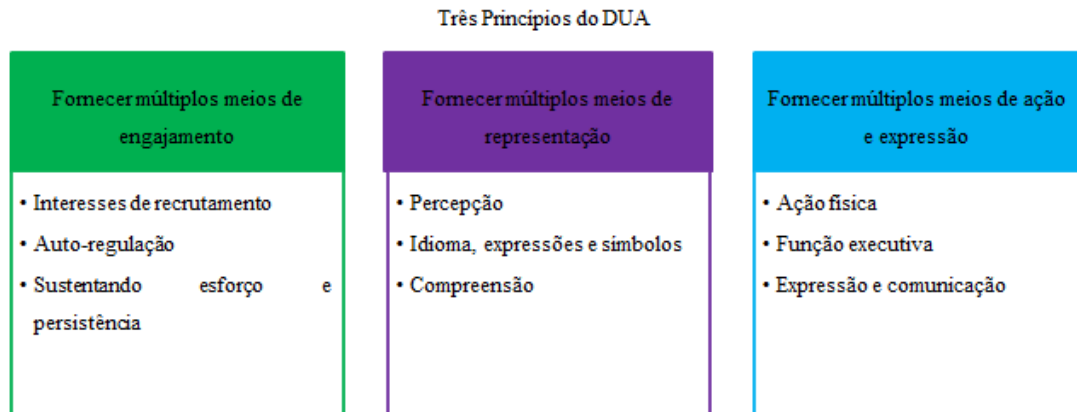 Três Princípios do DUA
Fornecer múltiplos meios de
engajamento
• Interesses de recrutamento
• Auto-regulação
• Sustentando esforço e
persistência
Fornecer múltiplos meios de
representação
• Percepção
• Idioma, expressões e símbolos
• Compreensão
Fornecer múltiplos meios de ação
e expressão
• Ação física
• Função executiva
• Expressão e comunicação